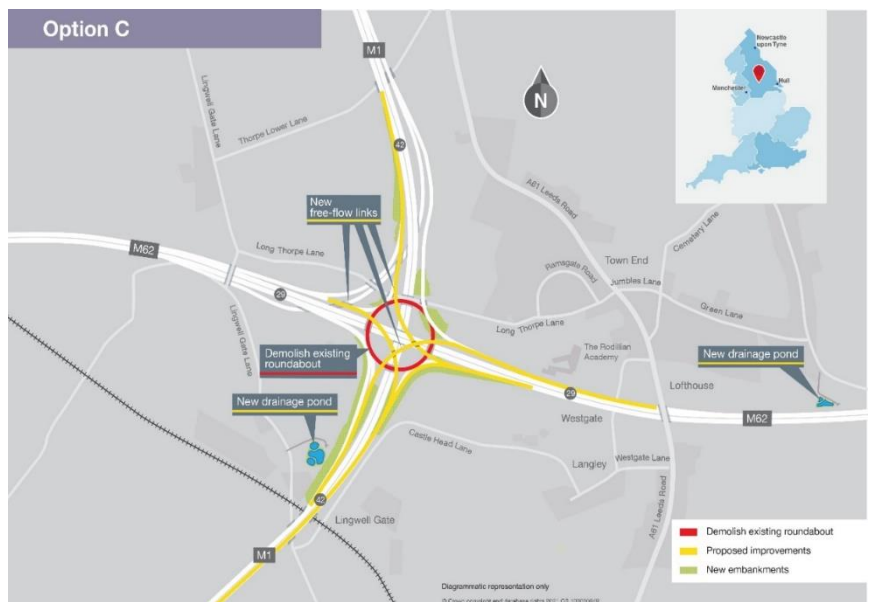 Option C
M1
Newcastle
upon Tyne
Manchester
Hull
N
Lingwell Gate Lane
Thorpe Lower Lane
42
A61 Leeds Road
New
free-flow links
Cemetery Lane
M62
Long Thorpe Lane
Town End
Ramsgate Road
Jumbles Lane
29
Green Lane
Long Thorpe Lane
Lingwell Gate Lane
The Rodillian
Academy
Demolish existing
roundabout
New drainage pond
Lofthouse
New drainage pond
29
Westgate
M62
Castle Head Lane
Westgate Lane
Langley
42
Lingwell Gate
A61 Leeds Road
M1
Demolish existing roundabout
Proposed improvements
New embankments
Diagrammatic representation only